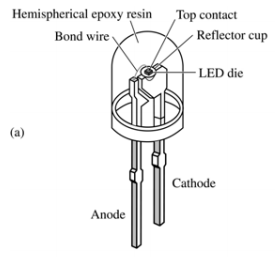 Hemispherical epoxy resin
Top contact
Bond wire
Reflector cup
LED die
(a)
Cathode
Anode